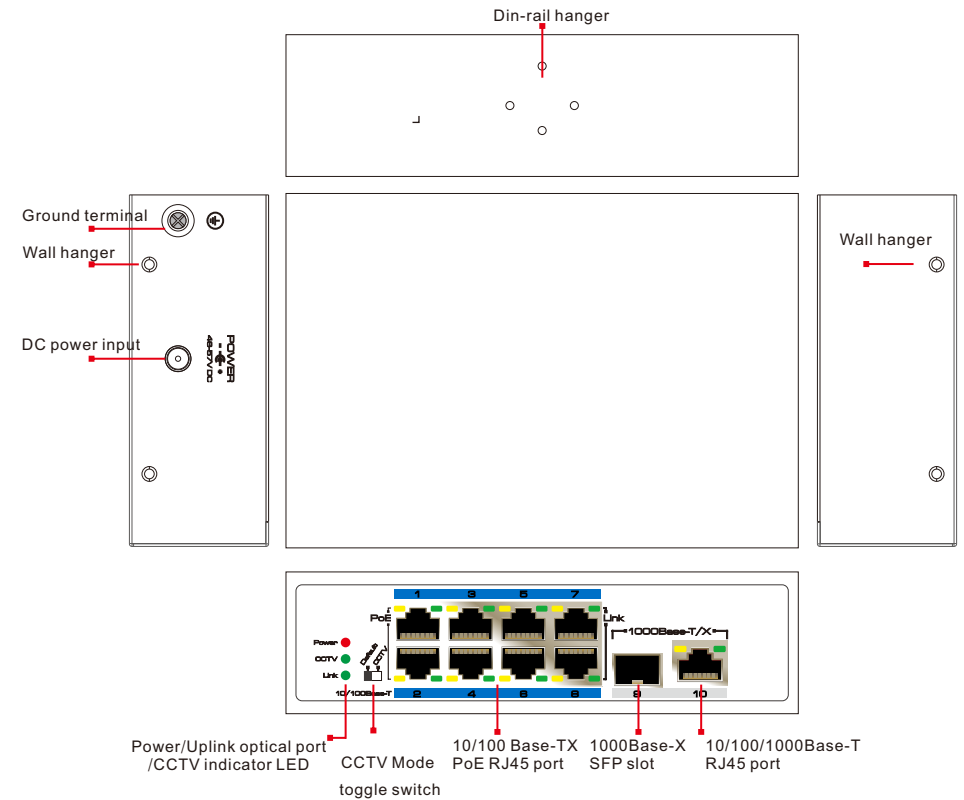 Din-rail hanger
Ground terminal
Wall hanger
Wall hanger
DC power input
POWER
48-57V DC
1 3 5 7
PoE
Link
1000Base-T/X
Power
CCTV
Link
Default
CCTV
10/100Base-T
2 4 6 8
9 10
Power/Uplink optical port
/CCTV indicator LED
CCTV Mode
toggle switch
10/100 Base-TX
PoE RJ45 port
1000Base-X
SFP slot
10/100/1000Base-T
RJ45 port